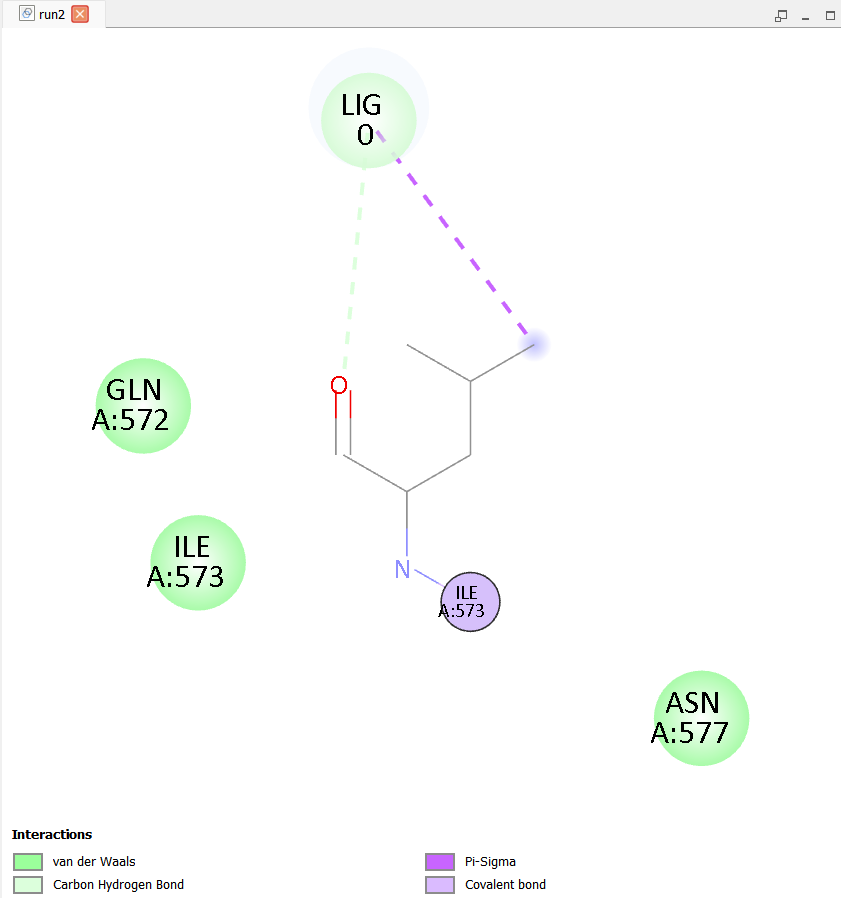 run2
LIG
0
O
GLN
A:572
ILE
A:573
N
ILE
A:573
ASN
A:577
Interactions
van der Waals
Carbon Hydrogen Bond
Pi-Sigma
Covalent bond